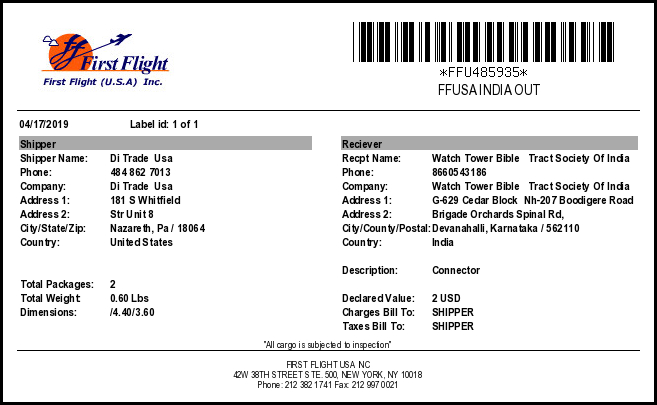 First Flight
First Flight (U.S.A) Inc.
*FFU485935*
FFUSA INDIA OUT
04/17/2019 Label id: 1 of 1
Shipper
Shipper Name: Di Trade Usa
Phone: 484 862 7013
Company: Di Trade Usa
Address 1: 181 S Whitfield
Address 2: Str Unit 8
City/State/Zip: Nazareth, Pa / 18064
Country: United States
Total Packages: 2
Total Weight: 0.60 Lbs
Dimensions: /4.40/3.60
Reciever
Recpt Name: Watch Tower Bible Tract Society Of India
Phone: 8660543186
Company: Watch Tower Bible Tract Society Of India
Address 1: G-629 Cedar Block Nh-207 Boodigere Road
Address 2: Brigade Orchards Spinal Rd,
City/County/Postal: Devanahalli, Karnataka / 562110
Country: India
Description: Connector
Declared Value: 2 USD
Charges Bill To: SHIPPER
Taxes Bill To: SHIPPER
"All cargo is subjected to inspection"
FIRST FLIGHT USA INC
42W 38TH STREET STE. 500, NEW YORK, NY 10018
Phone: 212 382 1741 Fax: 212 997 0021